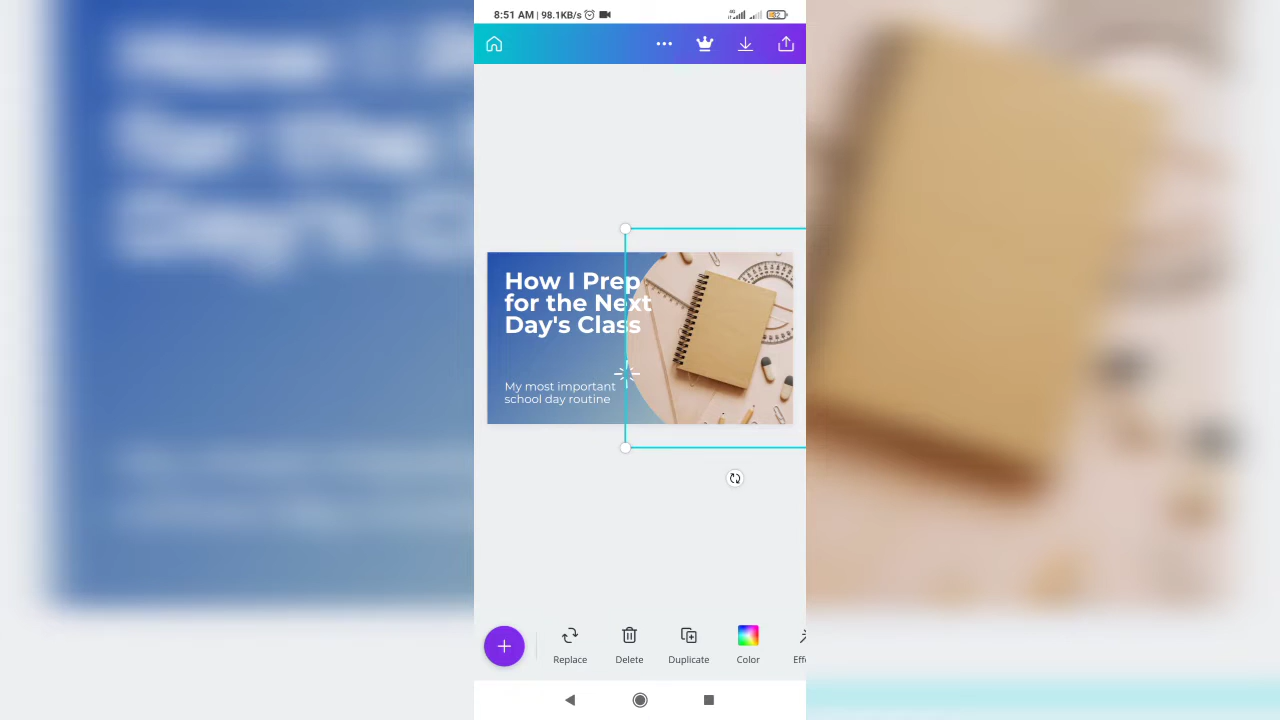 8:51 AM | 98.1KB/s
How I Prep
for the Next
Day's Class
My most important
school day routine
Replace
Delete
Duplicate
Color
Effe